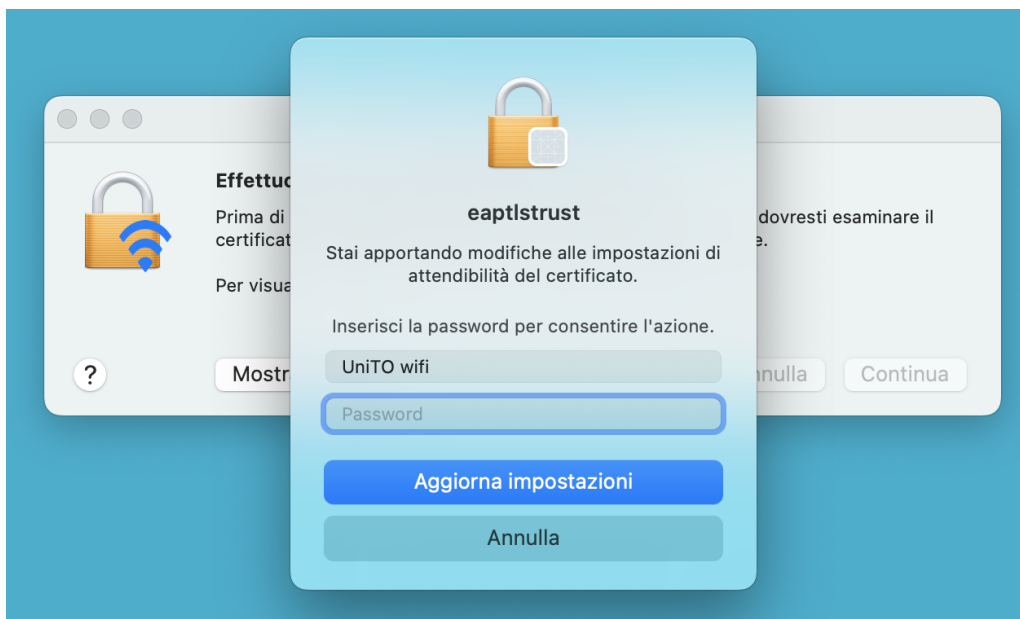 Effettuo
Prima di
certificat
Per visua
?
Mostr
eaptlstrust
Stai apportando modifiche alle impostazioni di
attendibilità del certificato.
Inserisci la password per consentire l'azione.
UniTO wifi
Password
Aggiorna impostazioni
Annulla
dovresti esaminare il
e.
nnulla
Continua